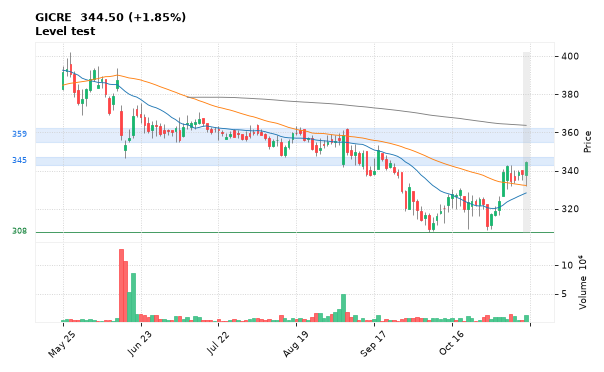 GICRE 344.50 (+1.85%)
Level test
400
380
360
340
320
Price
359
345
308
10
5
Volume 10⁴
May 25
Jun 23
Jul 22
Aug 19
Sep 17
Oct 16